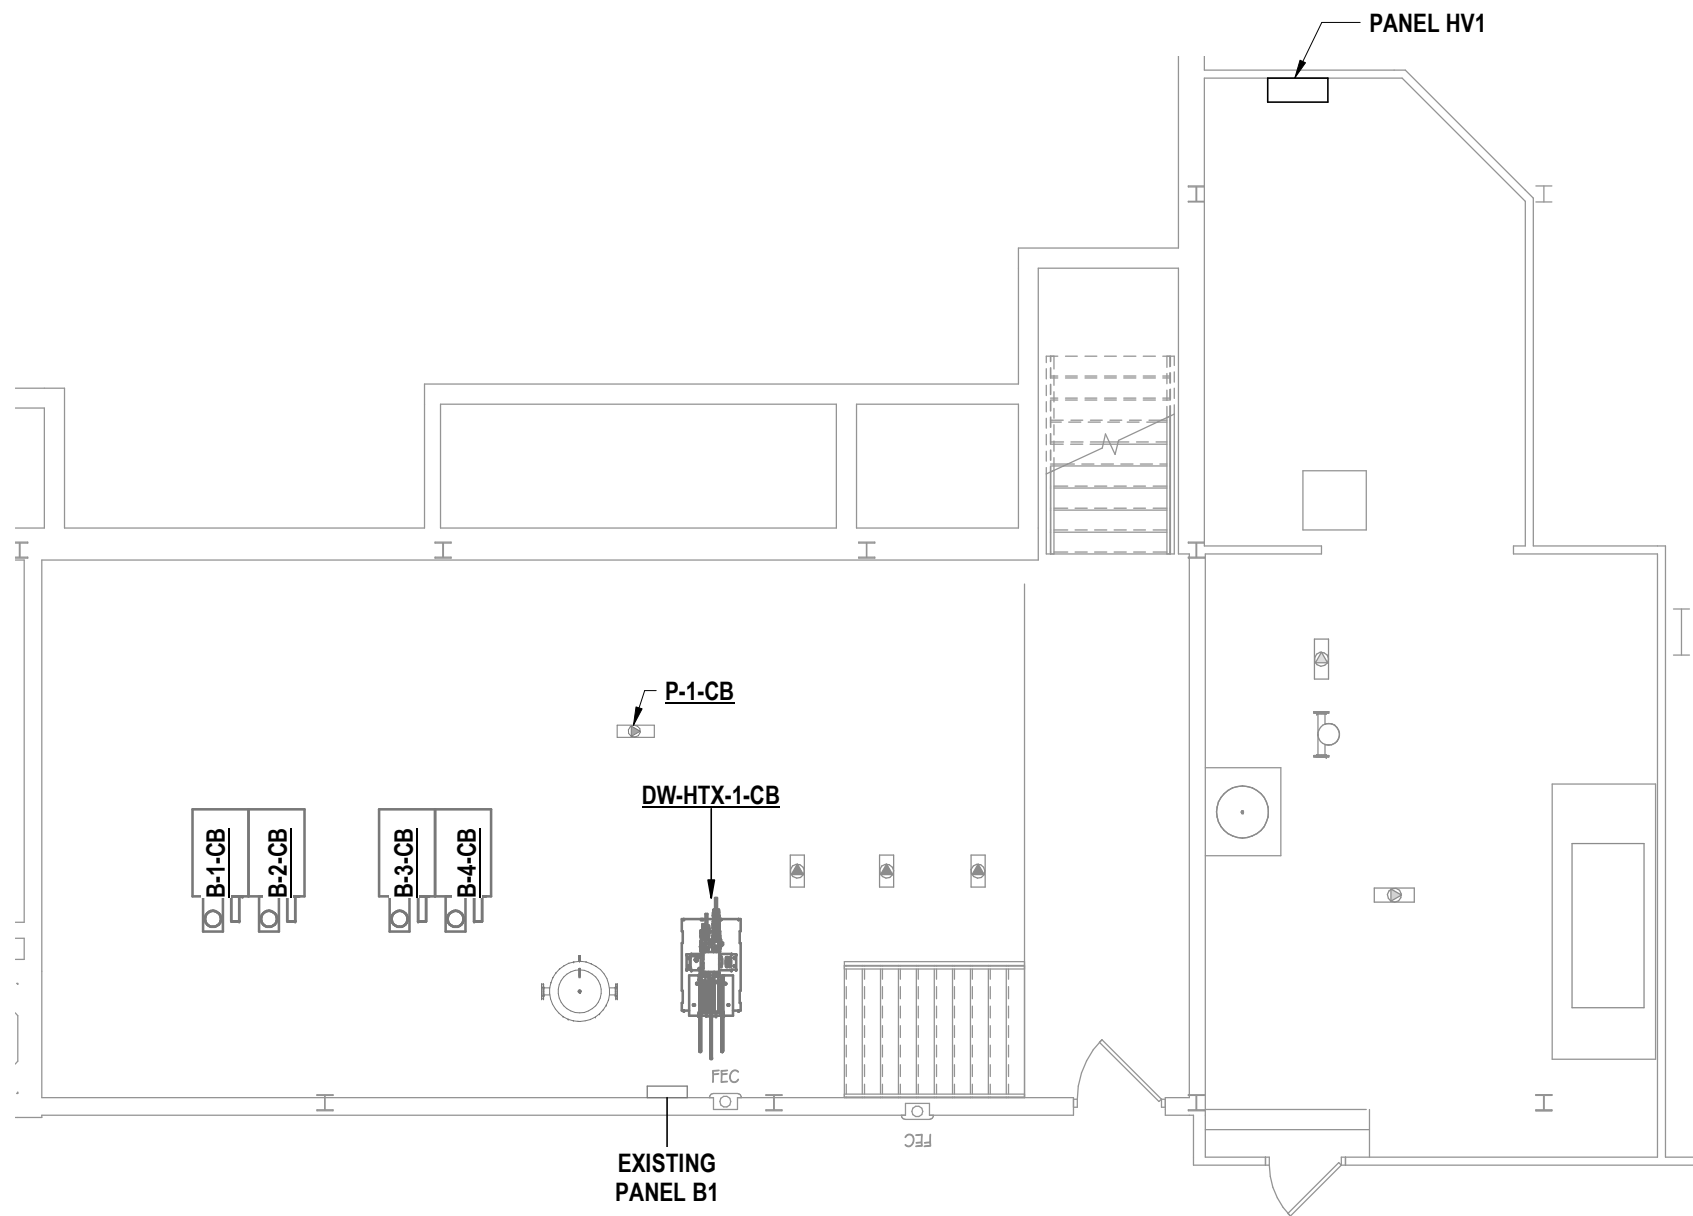 PANEL HV1
P-1-CB
DW-HTX-1-CB
B-1-CB
B-2-CB
B-3-CB
B-4-CB
FEC
FEC
EXISTING
PANEL B1